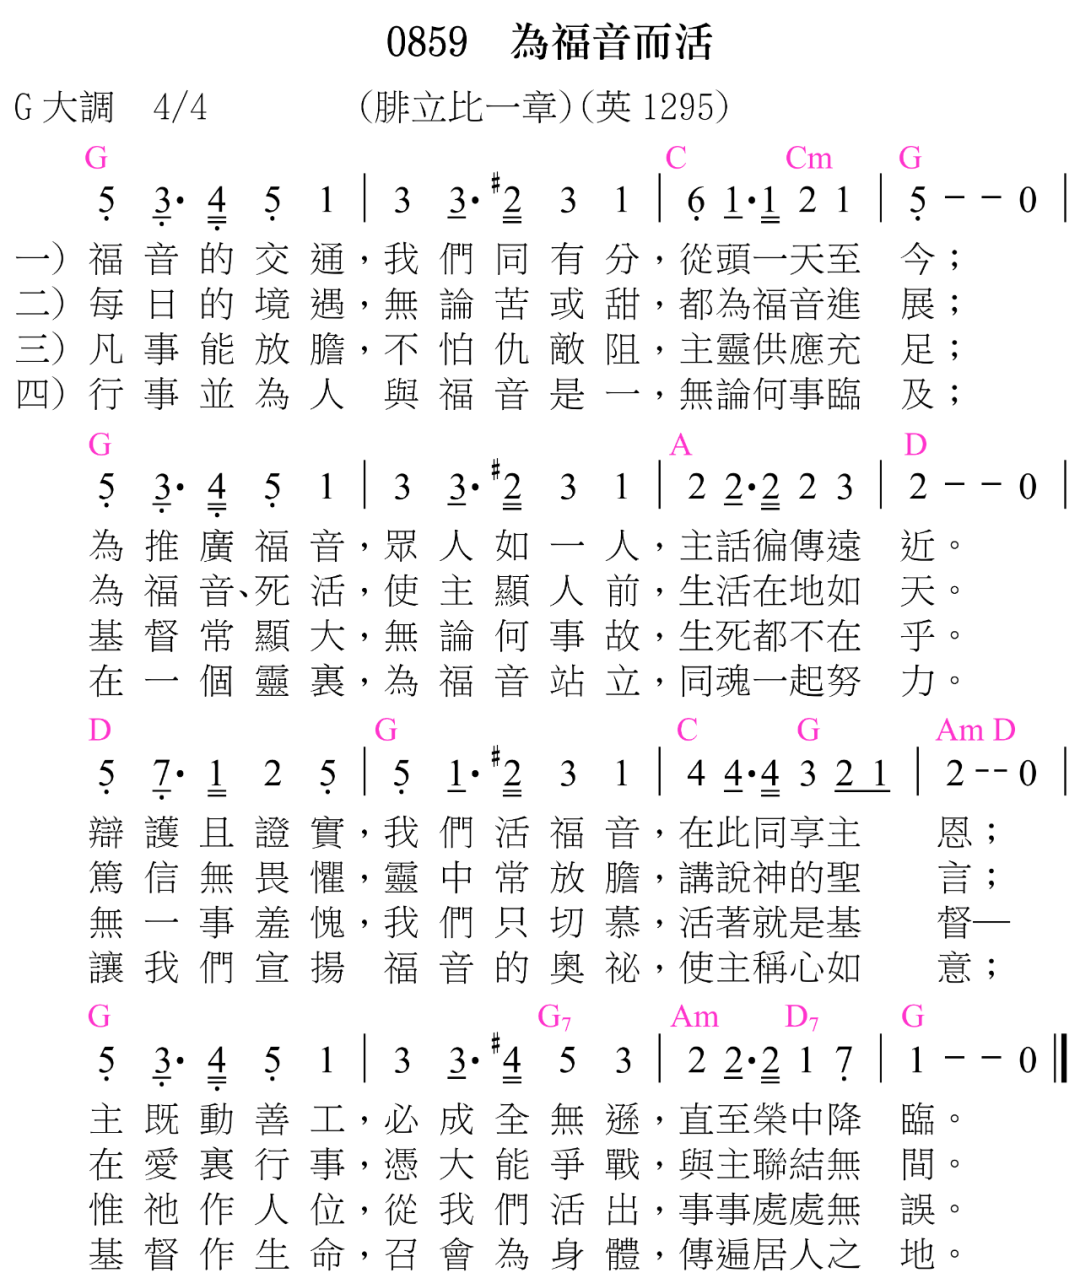 0859 為福音而活
G 大調 4/4 (腓立比一章)(英 1295)
G C Cm G
5 3· 4 5 1 | 3 3· #2 3 1 | 6 1·1 2 1 | 5 - - 0 |
一) 福音的交通，我們同有分，從頭一天至今；
二) 每日的境遇，無論苦或甜，都為福音進展；
三) 凡事能放膽，不怕仇敵阻，主靈供應充足；
四) 行事並為人 與福音是一，無論何事臨及；
G A D
5 3· 4 5 1 | 3 3· #2 3 1 | 2 2·2 2 3 | 2 - - 0 |
為推廣福音，眾人如一人，主話徧傳遠近。
為福音、死活，使主顯人前，生活在地如天。
基督常顯大，無論何事故，生死都不在乎。
在一個靈裏，為福音站立，同魂一起努力。
D G C G Am D
5 7· 1 2 5 | 5 1· #2 3 1 | 4 4·4 3 2 1 | 2 -- 0 |
辯護且證實，我們活福音，在此同享主恩；
篤信無畏懼，靈中常放膽，講說神的聖言；
無一事羞愧，我們只切慕，活著就是基督—
讓我們宣揚 福音的奧祕，使主稱心如意；
G G7 Am D7 G
5 3· 4 5 1 | 3 3· #4 5 3 | 2 2·2 1 7 | 1 - - 0 ‖
主既動善工，必成全無遜，直至榮中降臨。
在愛裏行事，憑大能爭戰，與主聯結無間。
惟祂作人位，從我們活出，事事處處無誤。
基督作生命，召會為身體，傳遍居人之地。